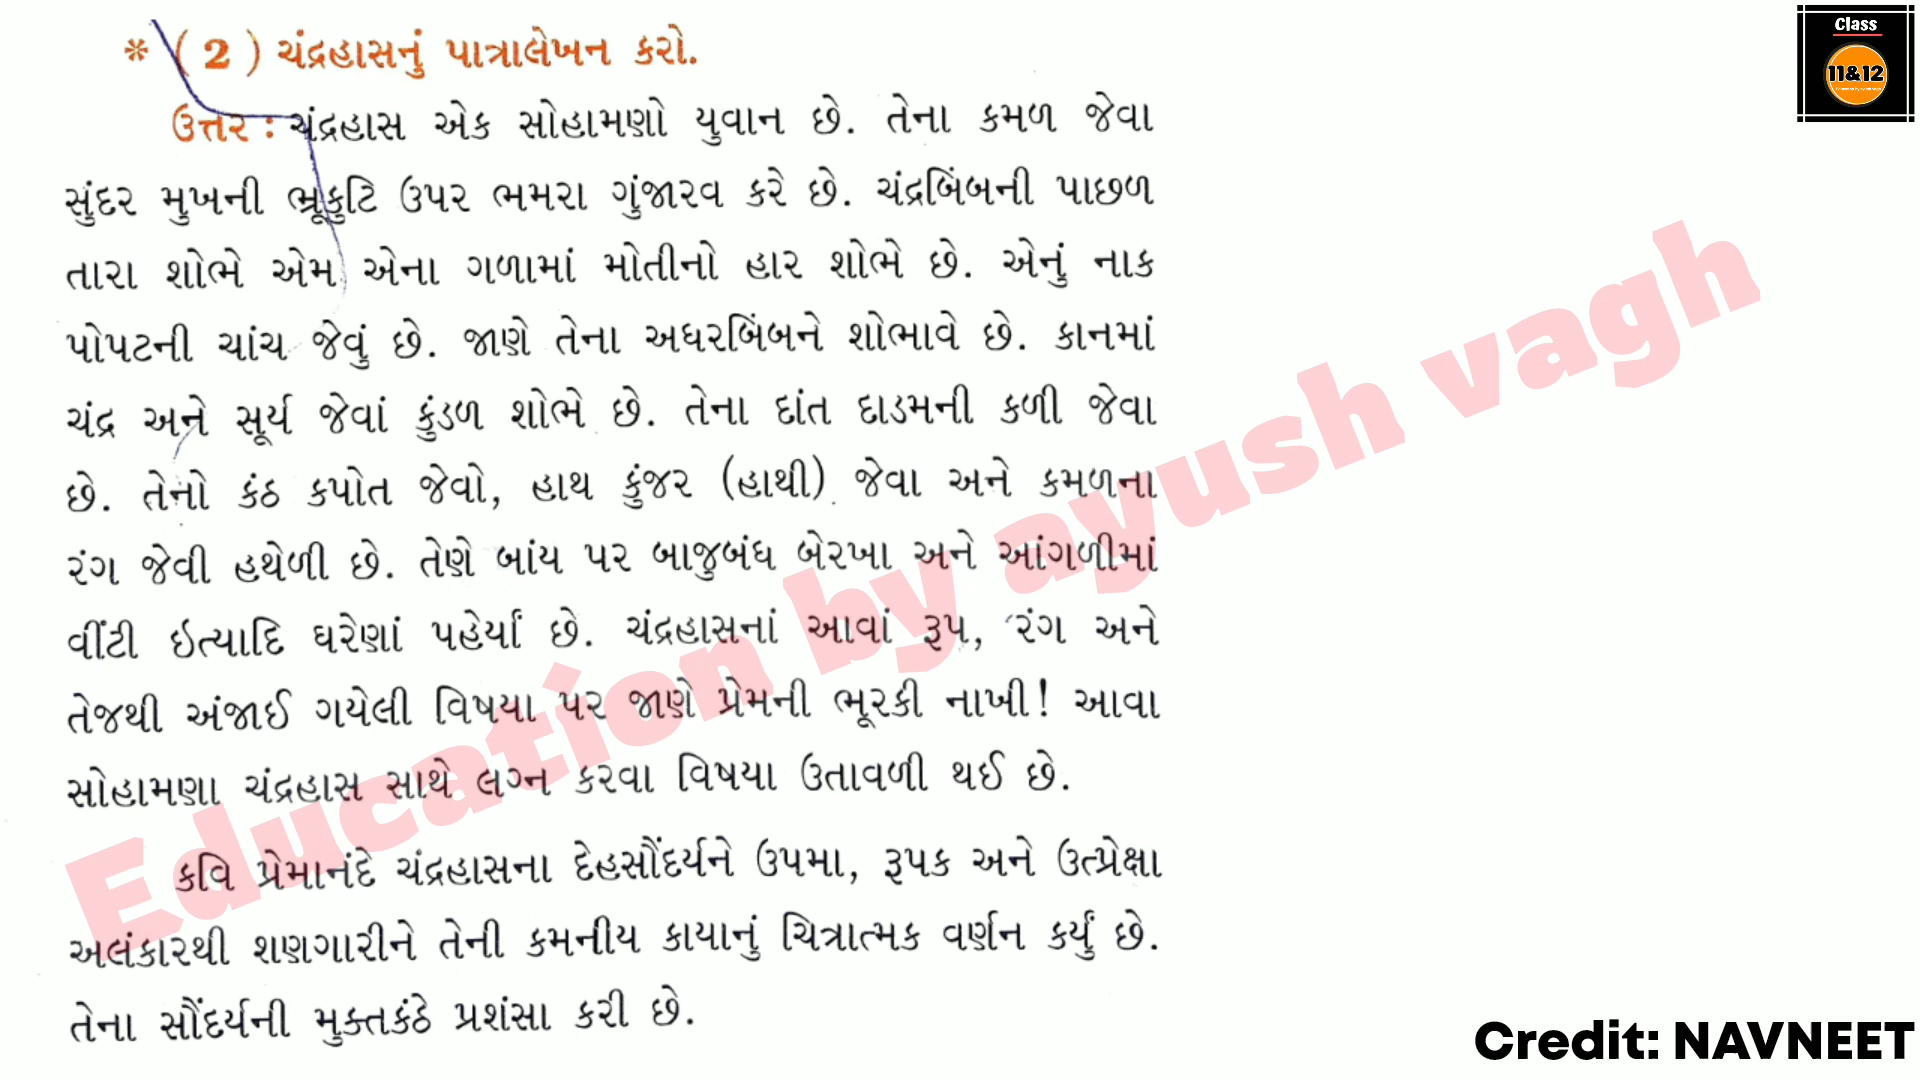 * ( 2 ) ચંદ્રહાસનું પાત્રાલેખન કરો.
ઉત્તર : ચંદ્રહાસ એક સોહામણો યુવાન છે. તેના કમળ જેવા
સુંદર મુખની ભ્રૂકુટિ ઉપર ભમરા ગુંજારવ કરે છે. ચંદ્રબિંબની પાછળ
તારા શોભે એમ એના ગળામાં મોતીનો હાર શોભે છે. એનું નાક
પોપટની ચાંચ જેવું છે. જાણે તેના અધરબિંબને શોભાવે છે. કાનમાં
ચંદ્ર અને સૂર્ય જેવાં કુંડળ શોભે છે. તેના દાંત દાડમની કળી જેવા
છે. તેનો કંઠ કપોત જેવો, હાથ કુંજર (હાથી) જેવા અને કમળના
રંગ જેવી હથેળી છે. તેણે બાંય પર બાજુબંધ બેરખા અને આંગળીમાં
વીંટી ઇત્યાદિ ઘરેણાં પહેર્યાં છે. ચંદ્રહાસનાં આવાં રૂપ, રંગ અને
તેજથી અંજાઈ ગયેલી વિષયા પર જાણે પ્રેમની ભૂરકી નાખી! આવા
સોહામણા ચંદ્રહાસ સાથે લગ્ન કરવા વિષયા ઉતાવળી થઈ છે.
કવિ પ્રેમાનંદે ચંદ્રહાસના દેહસૌંદર્યને ઉપમા, રૂપક અને ઉત્પ્રેક્ષા
અલંકારથી શણગારીને તેની કમનીય કાયાનું ચિત્રાત્મક વર્ણન કર્યું છે.
તેના સૌંદર્યની મુક્તકંઠે પ્રશંસા કરી છે.
Education by ayush vagh
Class
11&12
Credit: NAVNEET